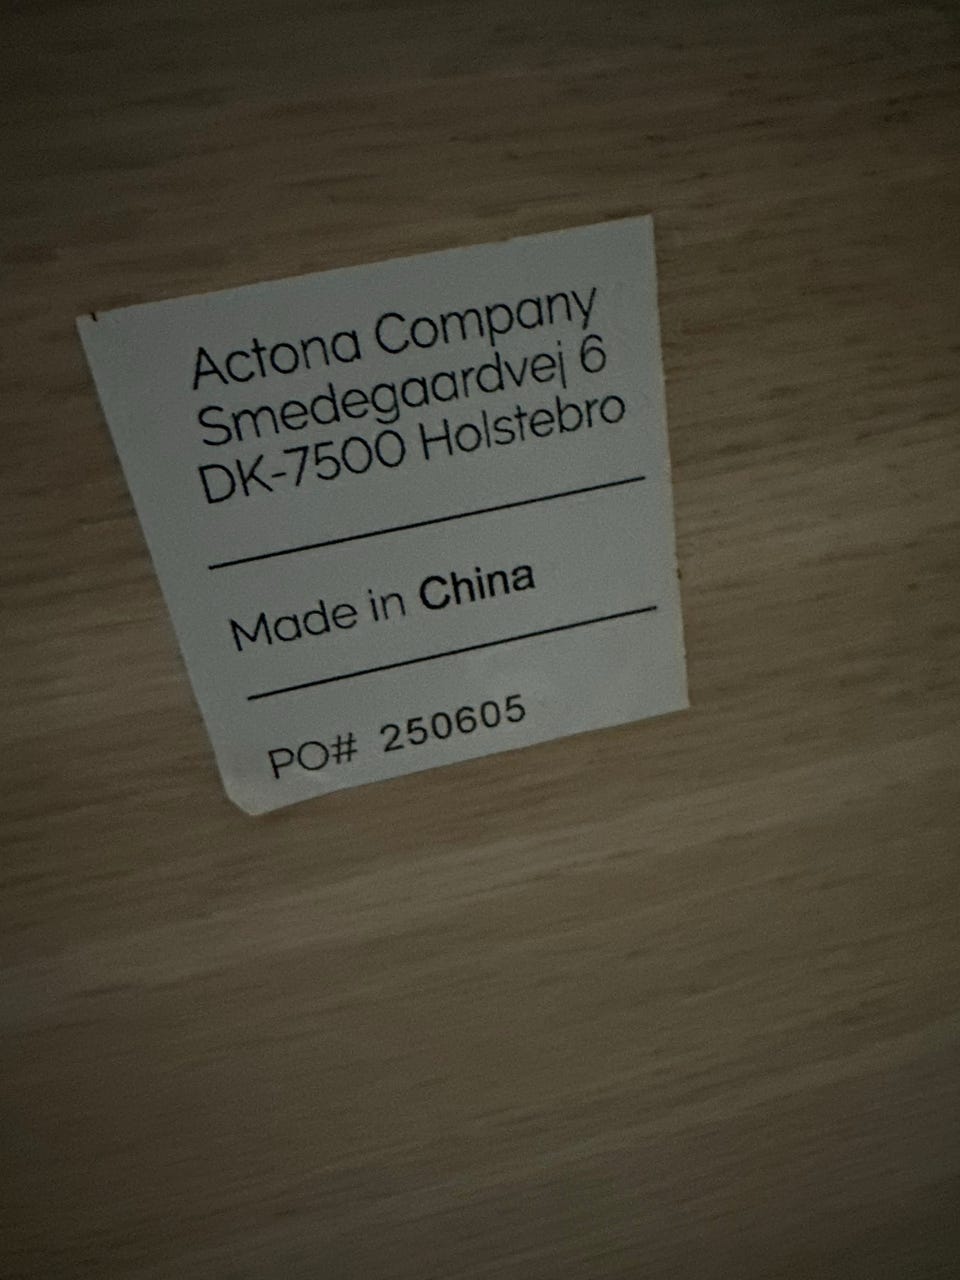 Actona Company
Smedegaardvej 6
DK-7500 Holstebro
Made in China
PO# 250605